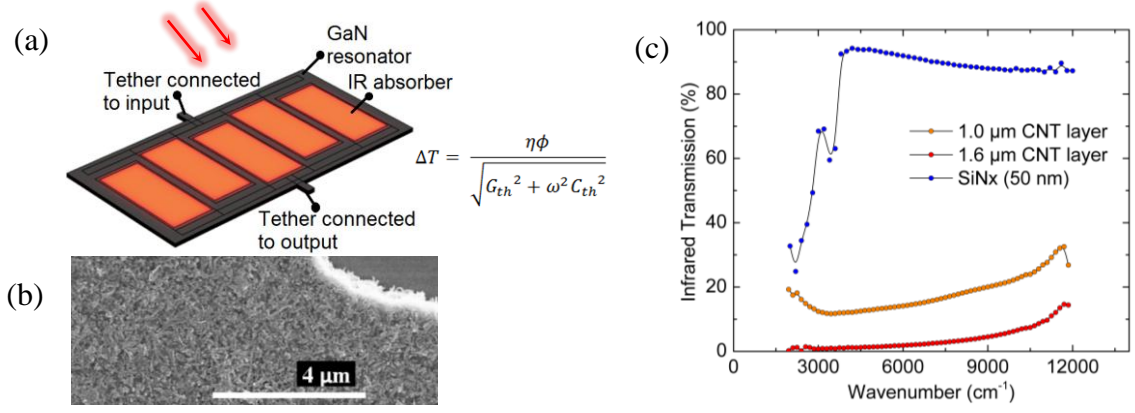 (a)
GaN
resonator
IR absorber
Tether connected
to input
ΔT = ηϕ / √(G_th² + ω²C_th²)
Tether connected
to output
(b)
4 µm
(c)
Infrared Transmission (%)
100
80
60
40
20
0
1.0 µm CNT layer
1.6 µm CNT layer
SiNx (50 nm)
3000 6000 9000 12000
Wavenumber (cm⁻¹)